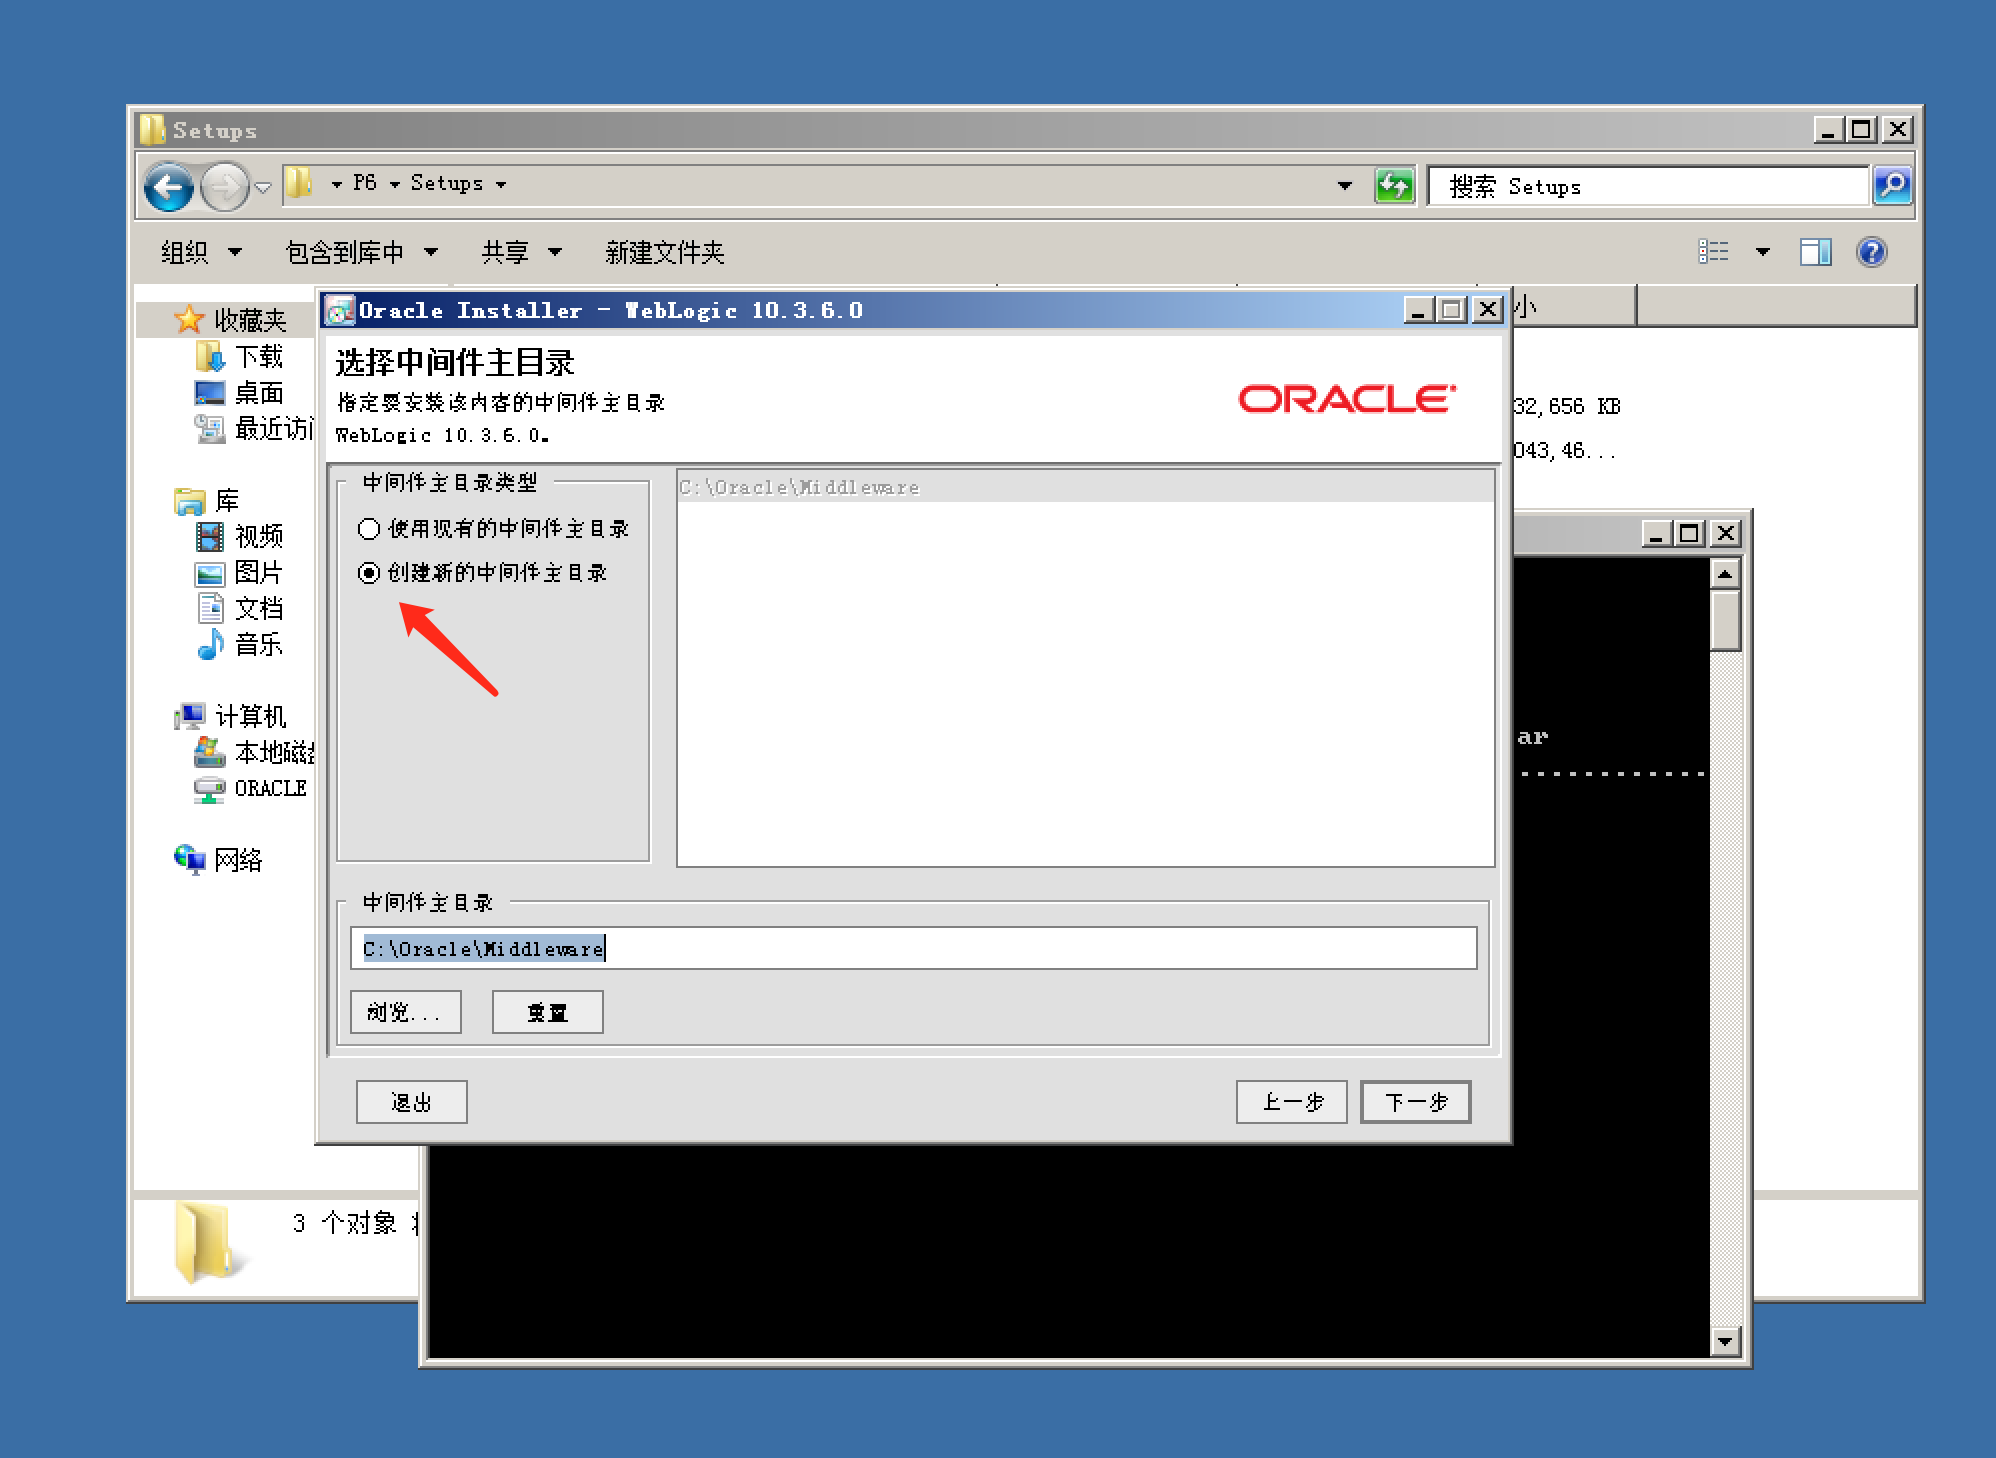 Setups
P6 Setups
搜索 Setups
组织 包含到库中 共享 新建文件夹
收藏夹
下载
桌面
最近访
库
视频
图片
文档
音乐
计算机
本地磁
ORACLE
网络
小
32,656 KB
043,46...
Oracle Installer - WebLogic 10.3.6.0
选择中间件主目录
指定要安装该内容的中间件主目录
WebLogic 10.3.6.0。
ORACLE
中间件主目录类型
使用现有的中间件主目录
创建新的中间件主目录
C:\Oracle\Middleware
中间件主目录
C:\Oracle\Middleware
浏览... 重置
退出 上一步 下一步
ar
.............
3 个对象